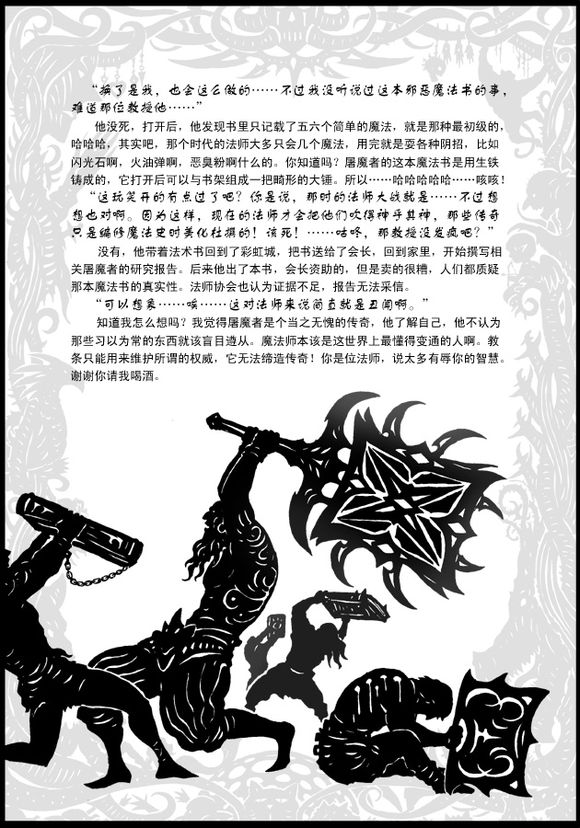 “换了是我，也会这么做的……不过我没听说过这本邪恶魔法书的事，
难道那位教授他……”
他没死，打开后，他发现书里只记载了五六个简单的魔法，就是那种最初级的，
哈哈哈，其实吧，那个时代的法师大多只会几个魔法，用完就是耍各种阴招，比如
闪光石啊，火油弹啊，恶臭粉啊什么的。你知道吗？屠魔者的这本魔法书是用生铁
铸成的，它打开后可以与书架组成一把畸形的大锤。所以……哈哈哈哈哈……咳咳！
“这玩笑开的有点过了吧？你是说，那时的法师大战就是……不过想
想也对啊。因为这样，现在的法师才会把他们吹得神乎其神，那些传奇
只是编修魔法史时美化杜撰的！该死！……咕咚，那教授没发疯吧？”
没有，他带着法术书回到了彩虹城，把书送给了会长，回到家里，开始撰写相
关屠魔者的研究报告。后来他出了本书，会长资助的，但是卖的很糟，人们都质疑
那本魔法书的真实性。法师协会也认为证据不足，报告无法采信。
“可以想象……唉……这对法师来说简直就是丑闻啊。”
知道我怎么想吗？我觉得屠魔者是个当之无愧的传奇，他了解自己，他不认为
那些习以为常的东西就该盲目遵从。魔法师本该是这世界上最懂得变通的人啊。教
条只能用来维护所谓的权威，它无法缔造传奇！你是位法师，说太多有辱你的智慧。
谢谢你请我喝酒。